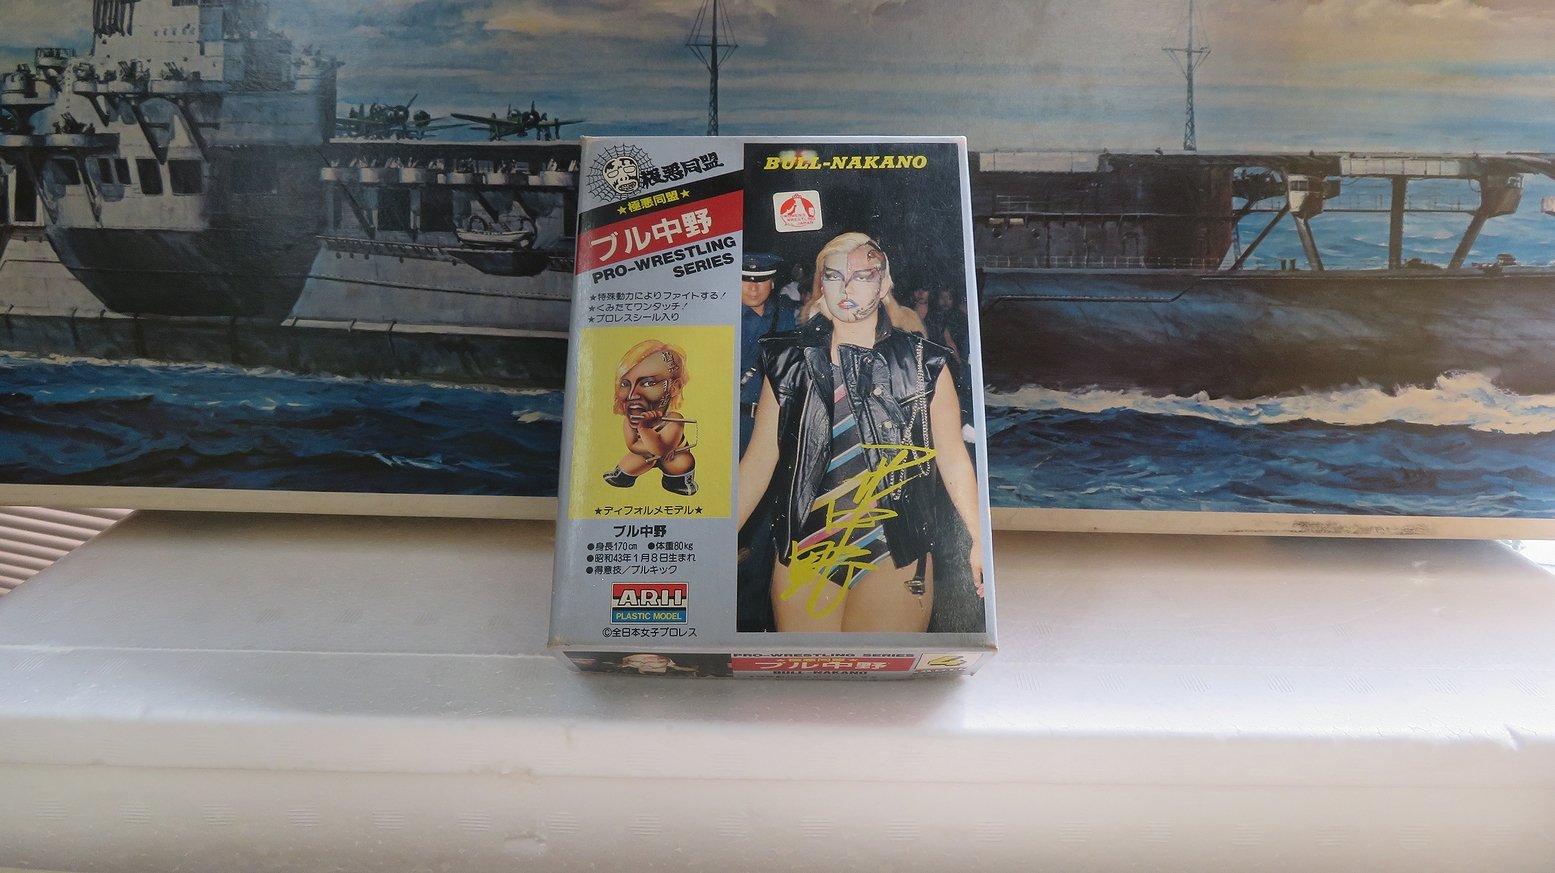 極悪同盟
★極悪同盟★
ブル中野
PRO-WRESTLING
SERIES
★特殊動力によりファイトする!
★くみたてワンタッチ!
★プロレスシール入り
★ディフォルメモデル★
ブル中野
●身長170cm ●体重80kg
●昭和43年1月8日生まれ
●得意技/ブルキック
ARII
PLASTIC MODEL
©全日本女子プロレス
BULL-NAKANO
PRO-WRESTLING SERIES
★極悪同盟★
ブル中野
BULL-NAKANO